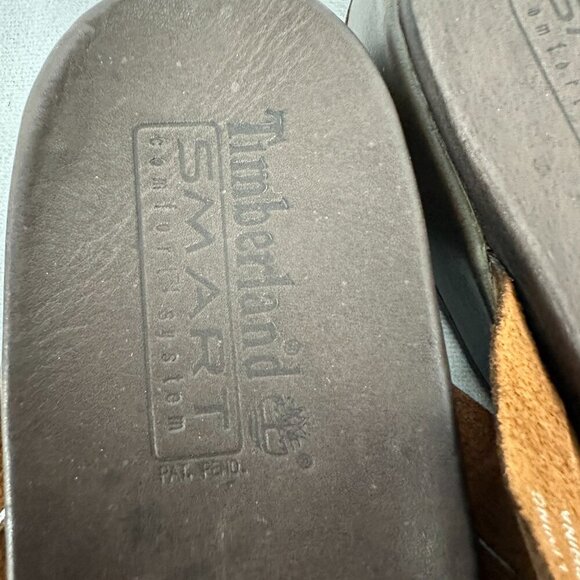 Timberland®
SMART
comfort system
PAT. PEND.